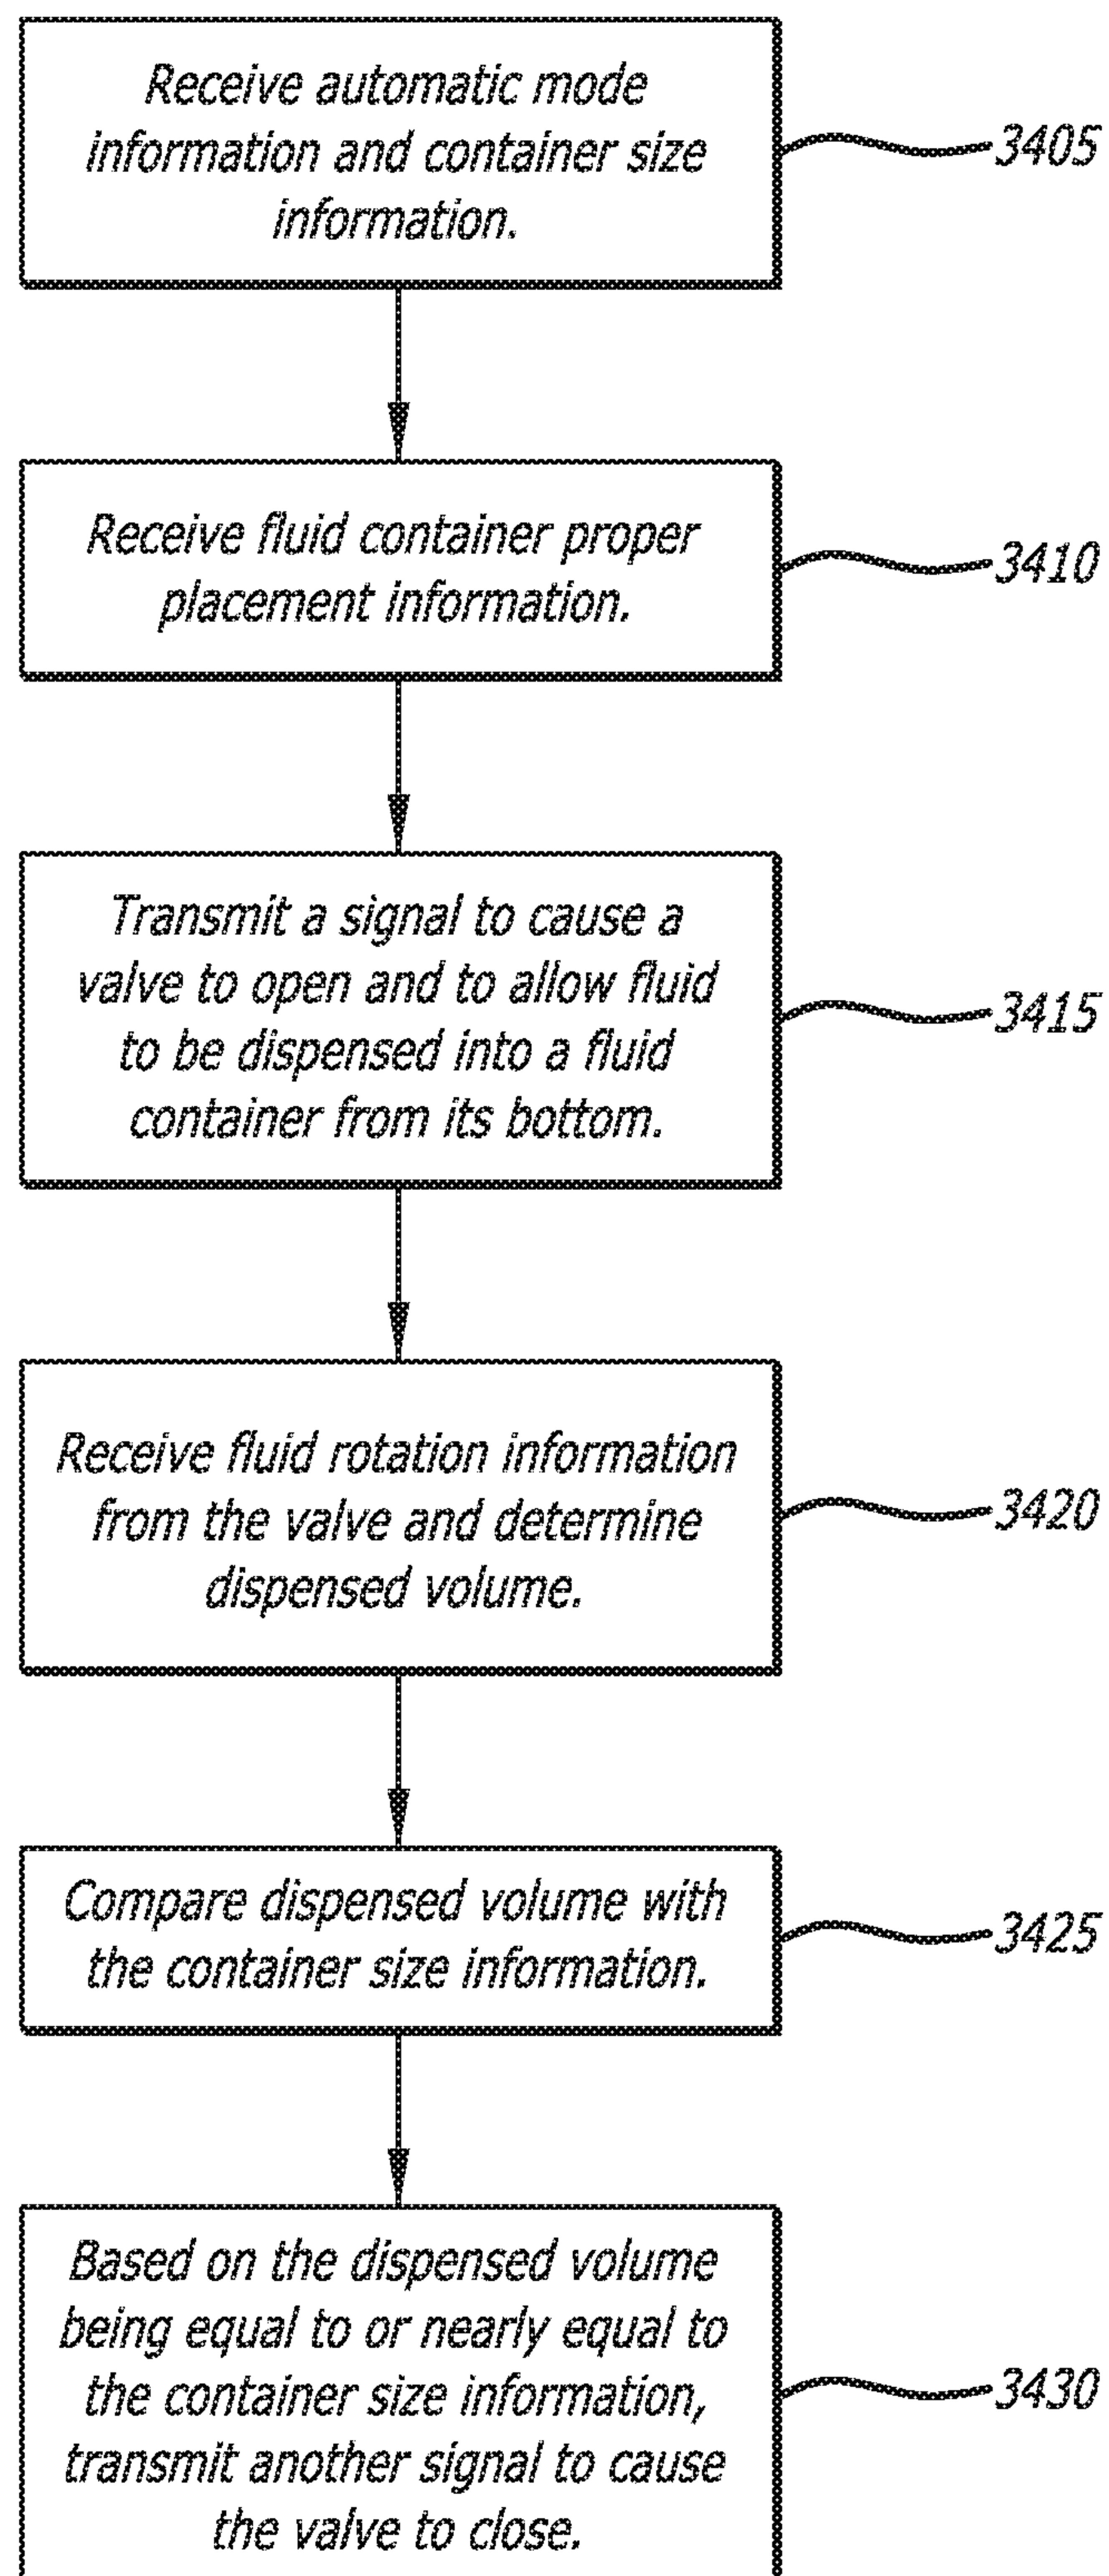 Receive automatic mode
information and container size
information.
3405
Receive fluid container proper
placement information.
3410
Transmit a signal to cause a
valve to open and to allow fluid
to be dispensed into a fluid
container from its bottom.
3415
Receive fluid rotation information
from the valve and determine
dispensed volume.
3420
Compare dispensed volume with
the container size information.
3425
Based on the dispensed volume
being equal to or nearly equal to
the container size information,
transmit another signal to cause
the valve to close.
3430